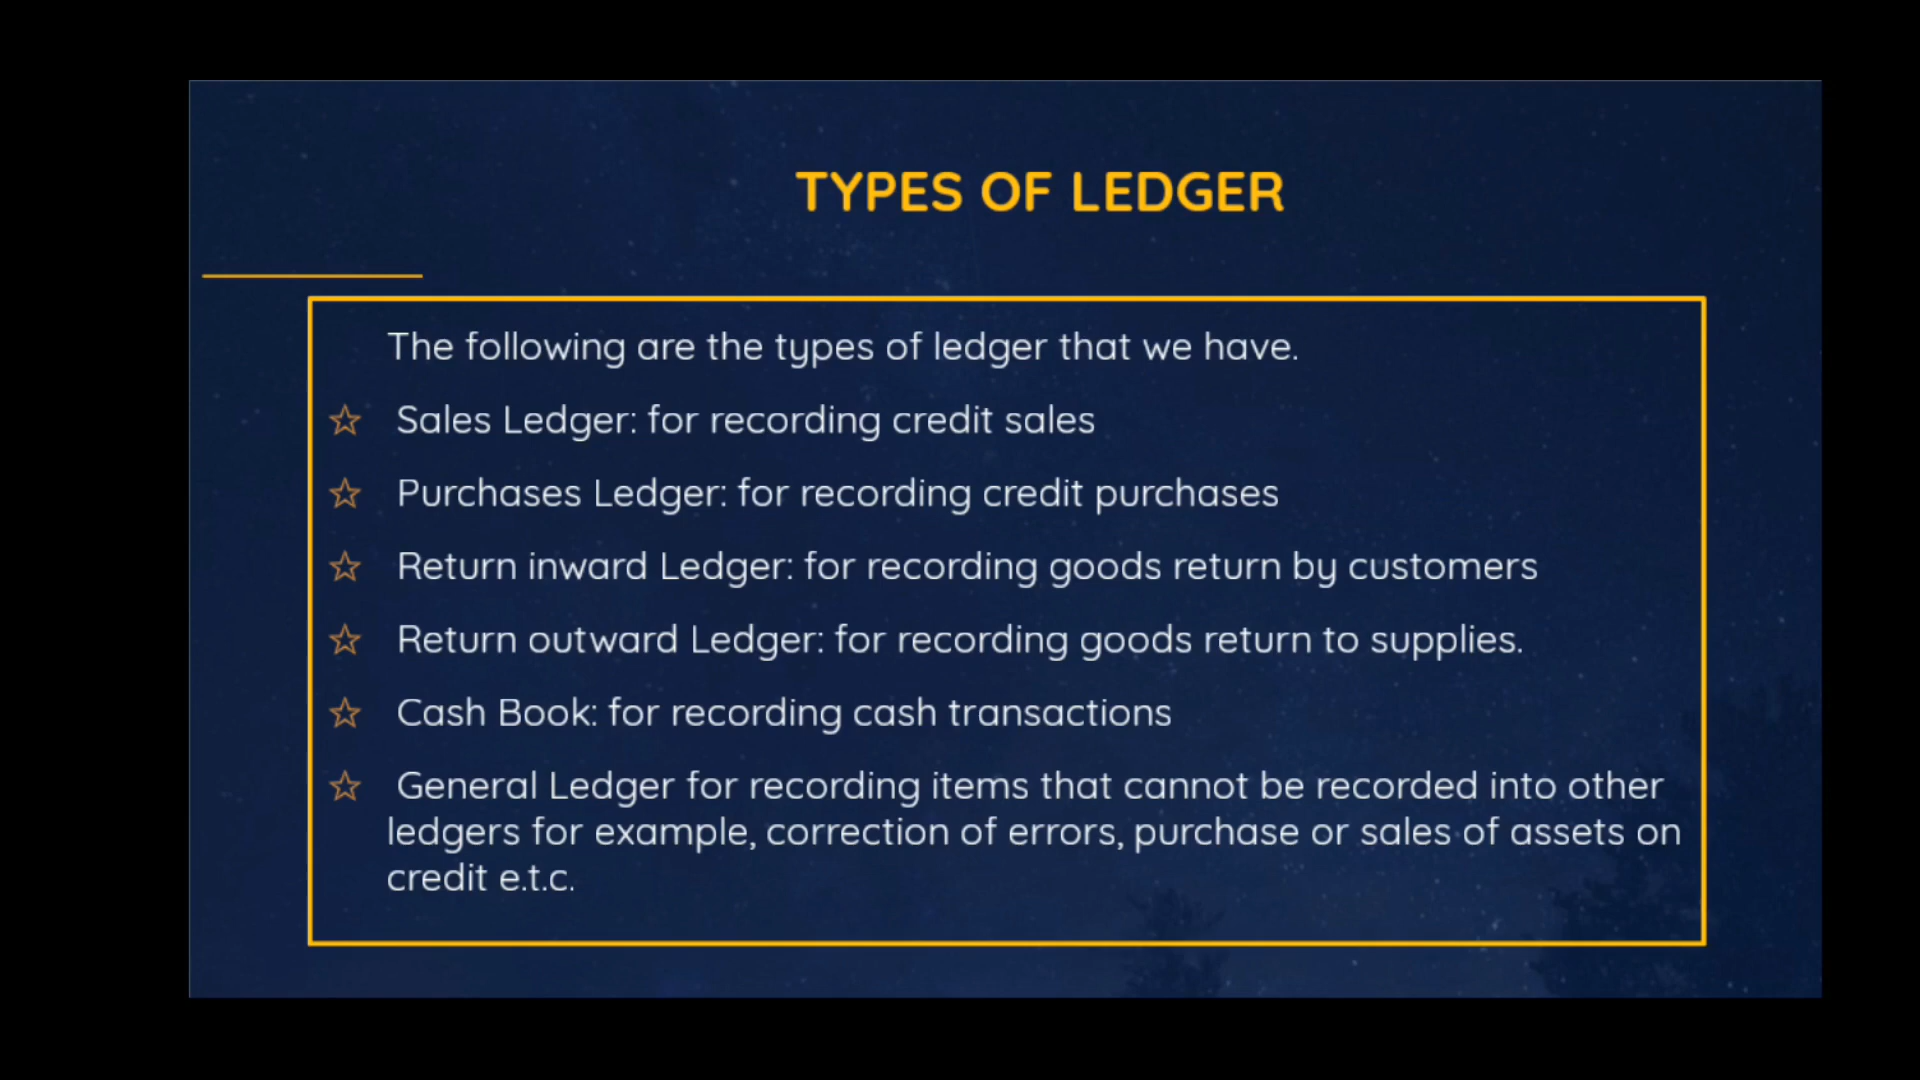 TYPES OF LEDGER
The following are the types of ledger that we have.
☆ Sales Ledger: for recording credit sales
☆ Purchases Ledger: for recording credit purchases
☆ Return inward Ledger: for recording goods return by customers
☆ Return outward Ledger: for recording goods return to supplies.
☆ Cash Book: for recording cash transactions
☆ General Ledger for recording items that cannot be recorded into other
ledgers for example, correction of errors, purchase or sales of assets on
credit e.t.c.